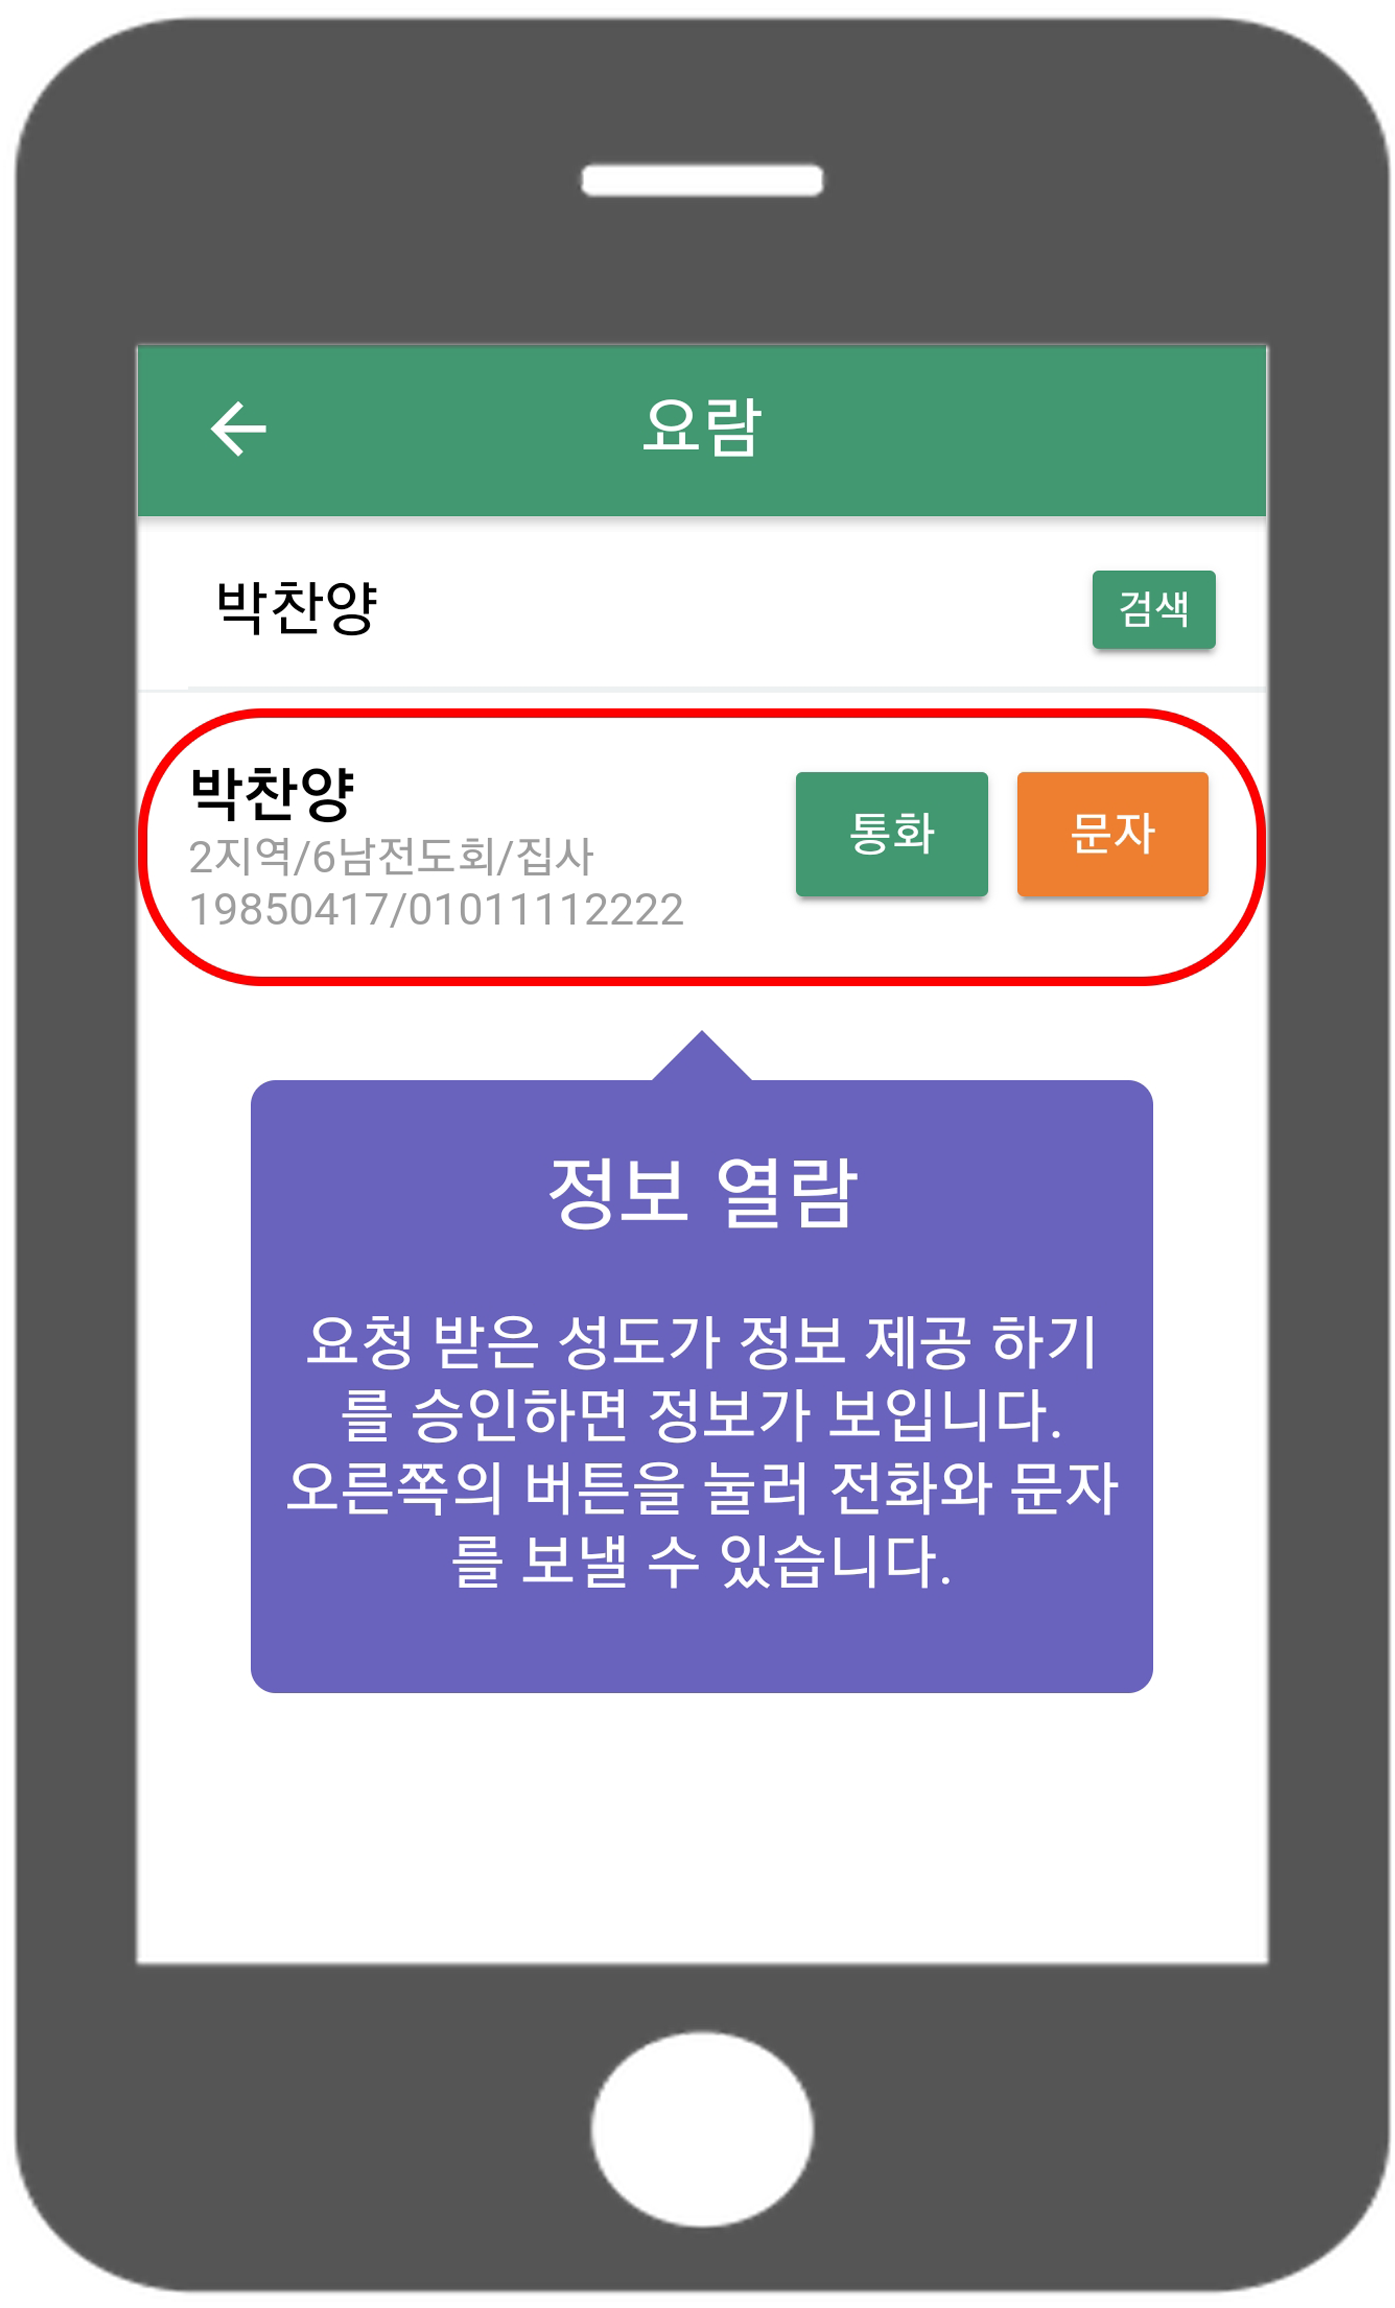 요람
박찬양
검색
박찬양
2지역/6남전도회/집사
19850417/01011112222
통화
문자
정보 열람
요청 받은 성도가 정보 제공 하기
를 승인하면 정보가 보입니다.
오른쪽의 버튼을 눌러 전화와 문자
를 보낼 수 있습니다.